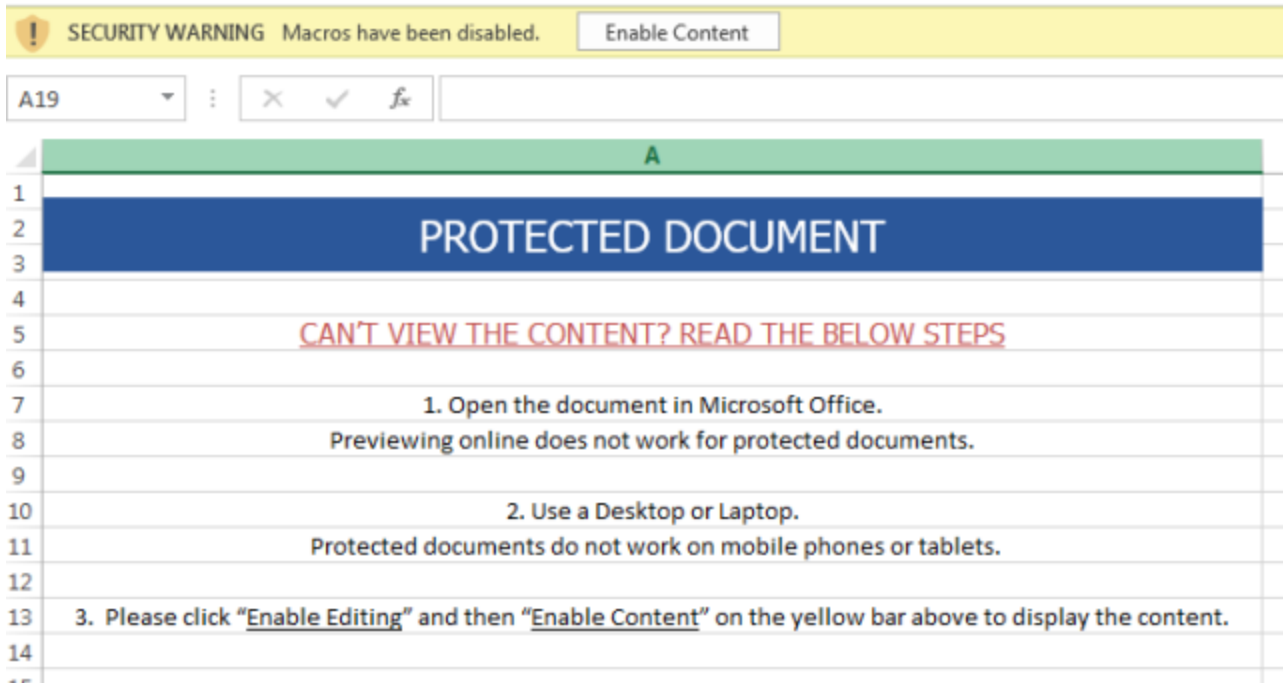 SECURITY WARNING Macros have been disabled. Enable Content
A19 fx
A
1
2 PROTECTED DOCUMENT
3
4
5 CAN'T VIEW THE CONTENT? READ THE BELOW STEPS
6
7 1. Open the document in Microsoft Office.
8 Previewing online does not work for protected documents.
9
10 2. Use a Desktop or Laptop.
11 Protected documents do not work on mobile phones or tablets.
12
13 3. Please click “Enable Editing” and then “Enable Content” on the yellow bar above to display the content.
14